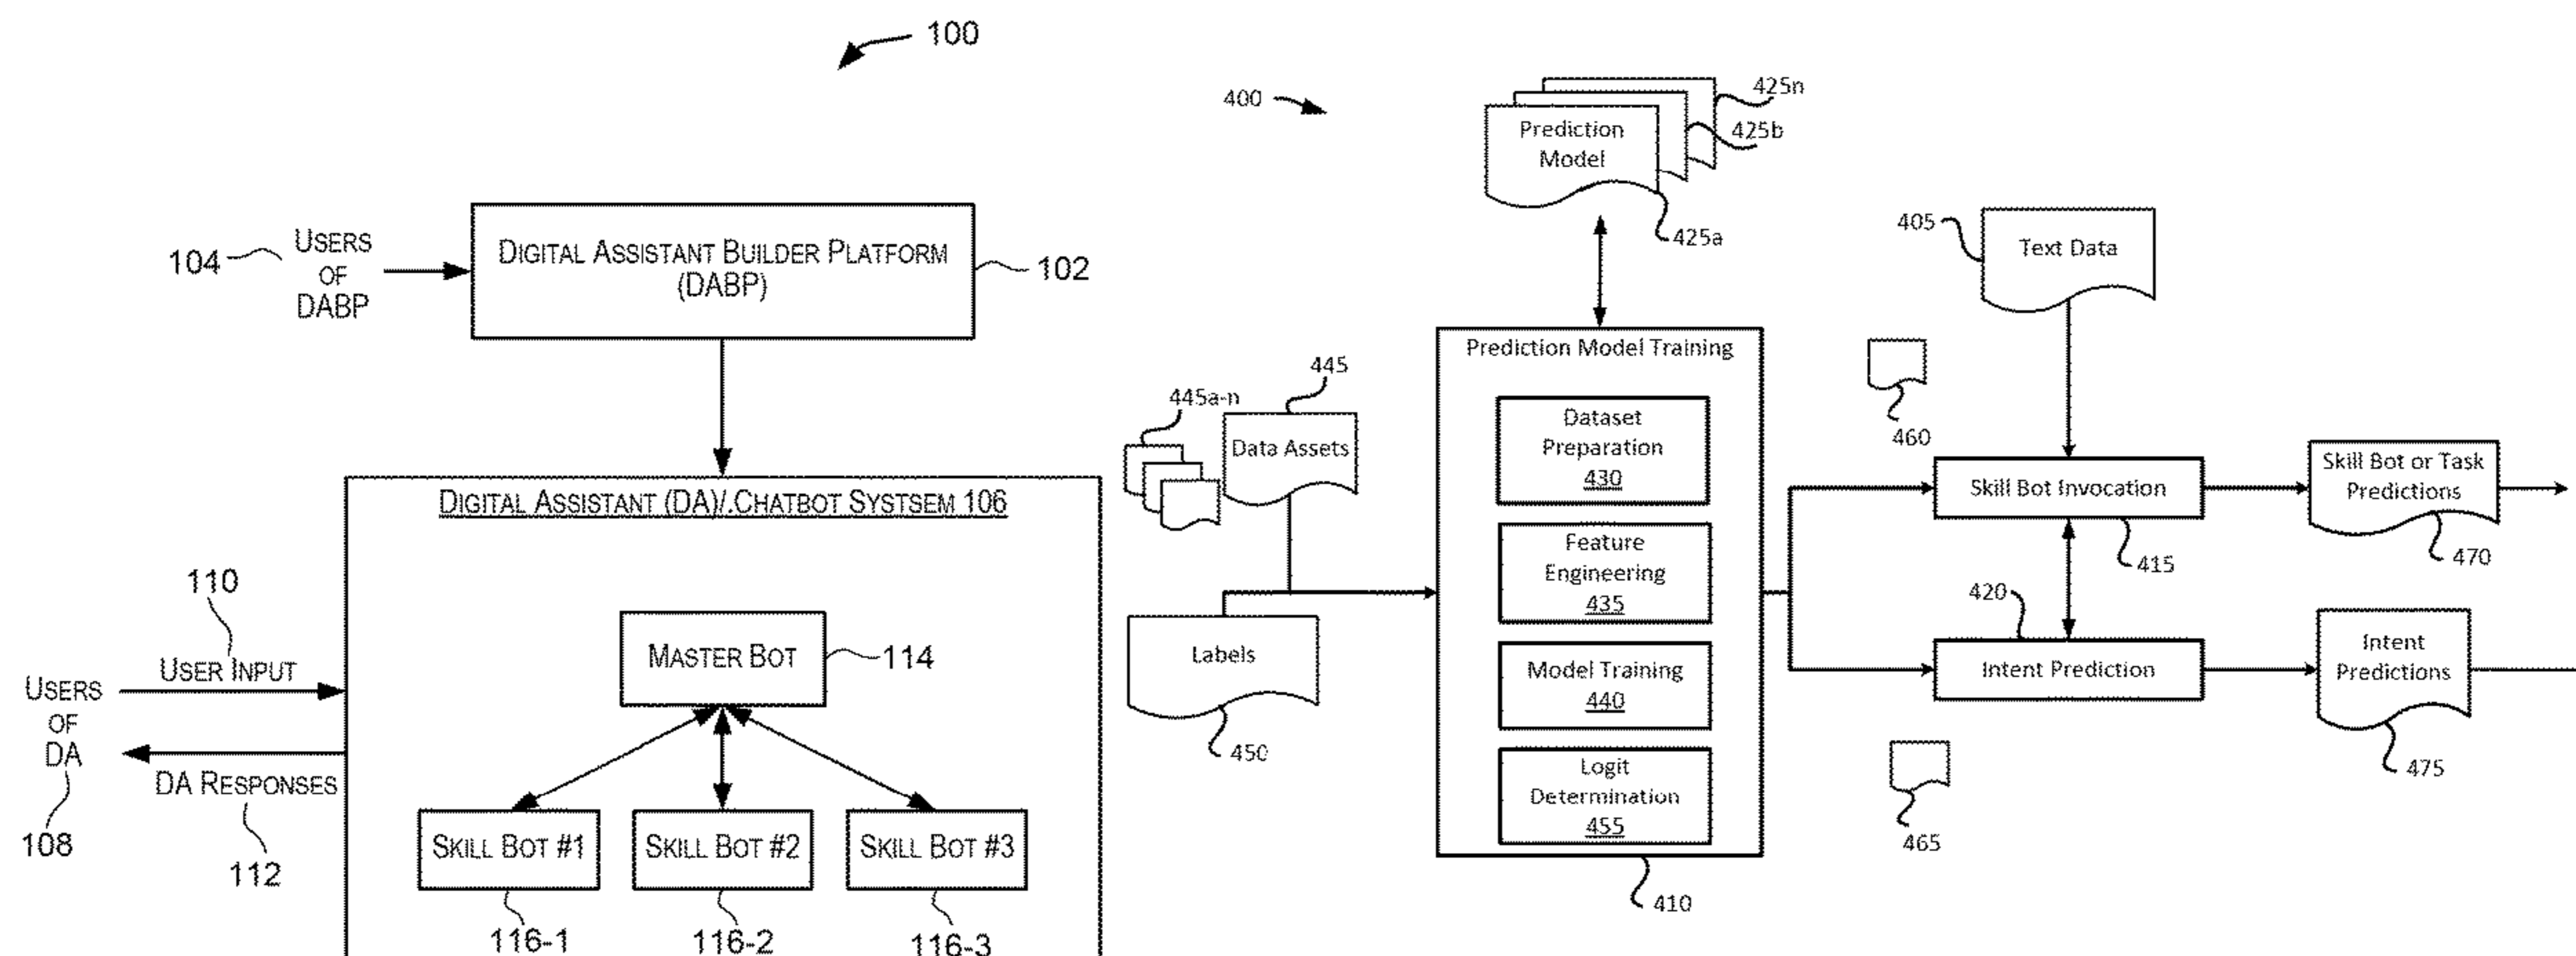 100
104
USERS
OF
DABP
DIGITAL ASSISTANT BUILDER PLATFORM
(DABP)
102
DIGITAL ASSISTANT (DA)/.CHATBOT SYSTSEM 106
110
USER INPUT
USERS
OF
DA
108
DA RESPONSES
112
MASTER BOT
114
SKILL BOT #1
SKILL BOT #2
SKILL BOT #3
116-1
116-2
116-3
400
Prediction
Model
425n
425b
425a
405
Text Data
Prediction Model Training
Dataset
Preparation
430
Feature
Engineering
435
Model Training
440
Logit
Determination
455
410
445a-n
445
Data Assets
Labels
450
460
Skill Bot Invocation
415
Skill Bot or Task
Predictions
470
420
Intent Prediction
Intent
Predictions
475
465